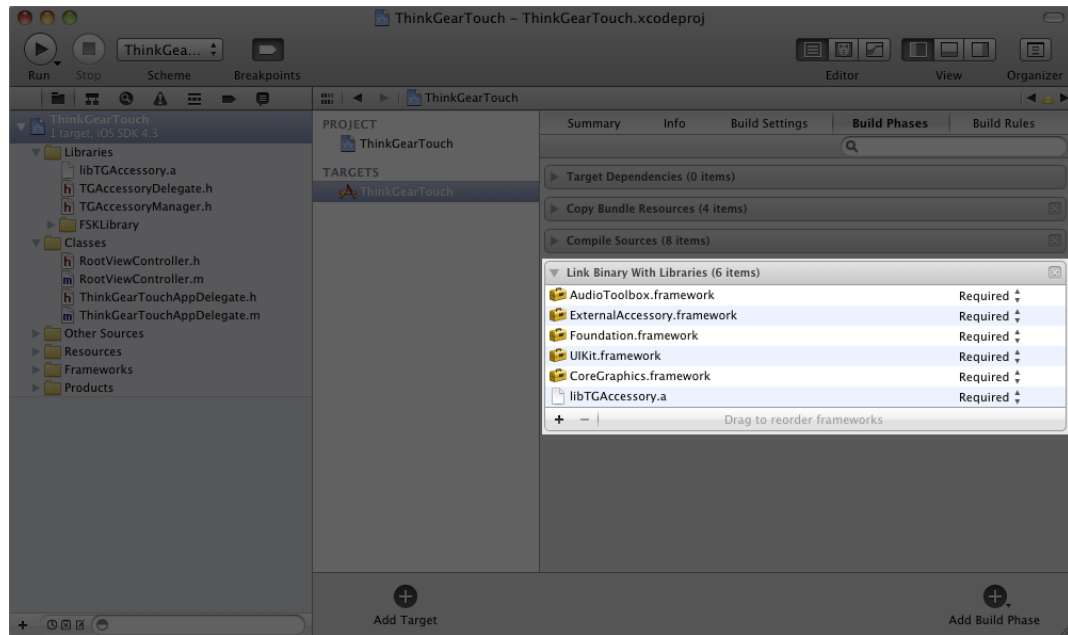 ThinkGearTouch – ThinkGearTouch.xcodeproj
ThinkGea...
Run Stop Scheme Breakpoints Editor View Organizer
ThinkGearTouch
ThinkGearTouch
1 target, iOS SDK 4.3
Libraries
libTGAccessory.a
TGAccessoryDelegate.h
TGAccessoryManager.h
FSKLibrary
Classes
RootViewController.h
RootViewController.m
ThinkGearTouchAppDelegate.h
ThinkGearTouchAppDelegate.m
Other Sources
Resources
Frameworks
Products
PROJECT
ThinkGearTouch
TARGETS
ThinkGearTouch
Summary Info Build Settings Build Phases Build Rules
Target Dependencies (0 items)
Copy Bundle Resources (4 items)
Compile Sources (8 items)
Link Binary With Libraries (6 items)
AudioToolbox.framework Required
ExternalAccessory.framework Required
Foundation.framework Required
UIKit.framework Required
CoreGraphics.framework Required
libTGAccessory.a Required
+ – Drag to reorder frameworks
Add Target Add Build Phase